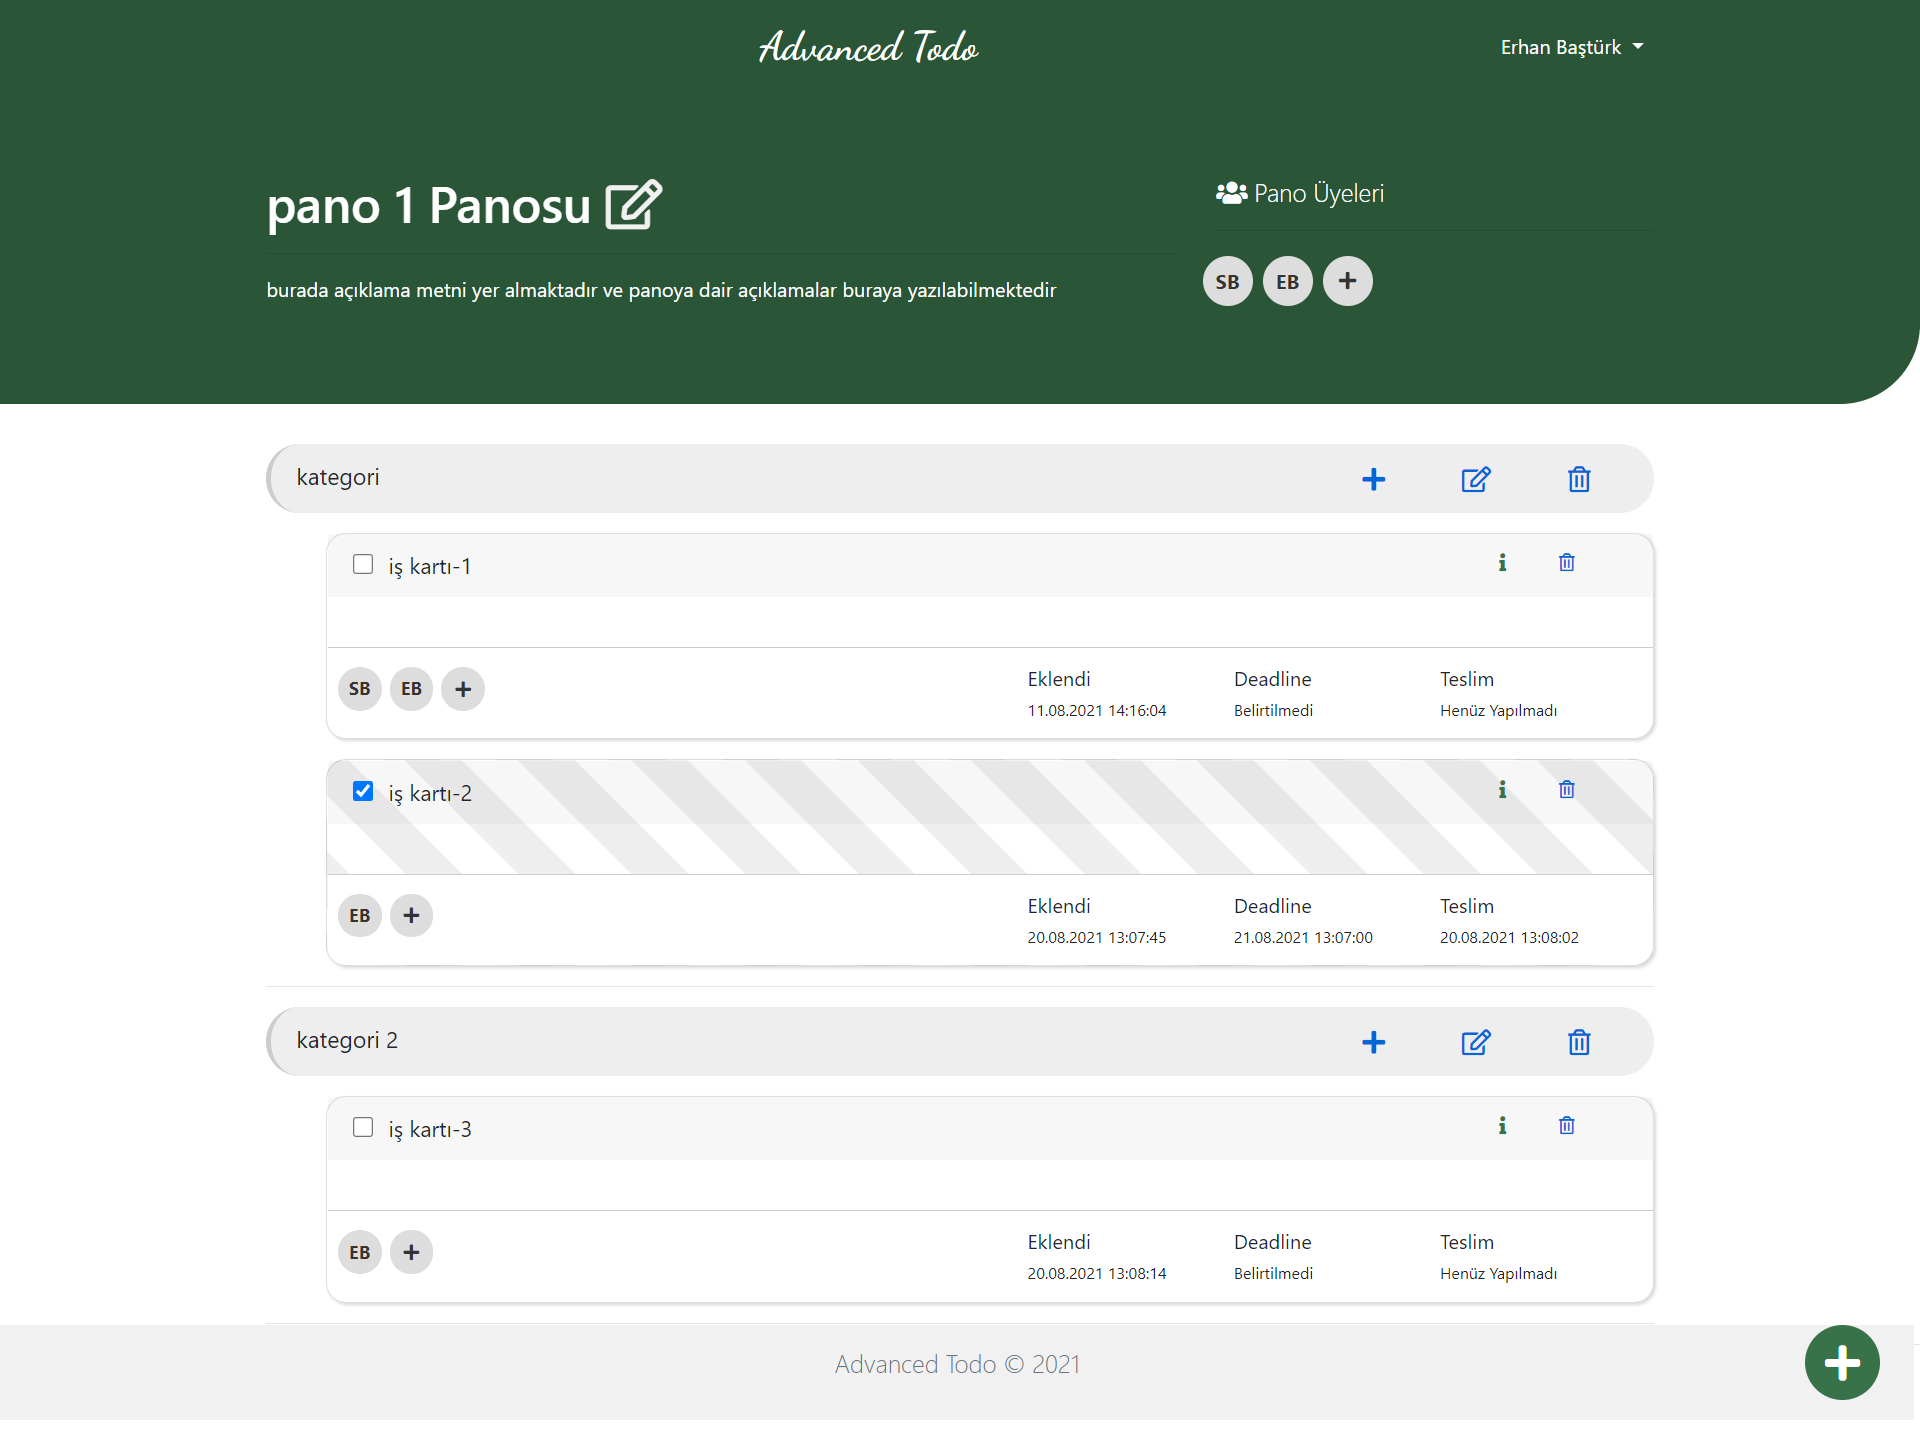 Advanced Todo
Erhan Baştürk
pano 1 Panosu
Pano Üyeleri
burada açıklama metni yer almaktadır ve panoya dair açıklamalar buraya yazılabilmektedir
SB EB
kategori
iş kartı-1
SB EB
Eklendi Deadline Teslim
11.08.2021 14:16:04 Belirtilmedi Henüz Yapılmadı
iş kartı-2
EB
Eklendi Deadline Teslim
20.08.2021 13:07:45 21.08.2021 13:07:00 20.08.2021 13:08:02
kategori 2
iş kartı-3
EB
Eklendi Deadline Teslim
20.08.2021 13:08:14 Belirtilmedi Henüz Yapılmadı
Advanced Todo © 2021